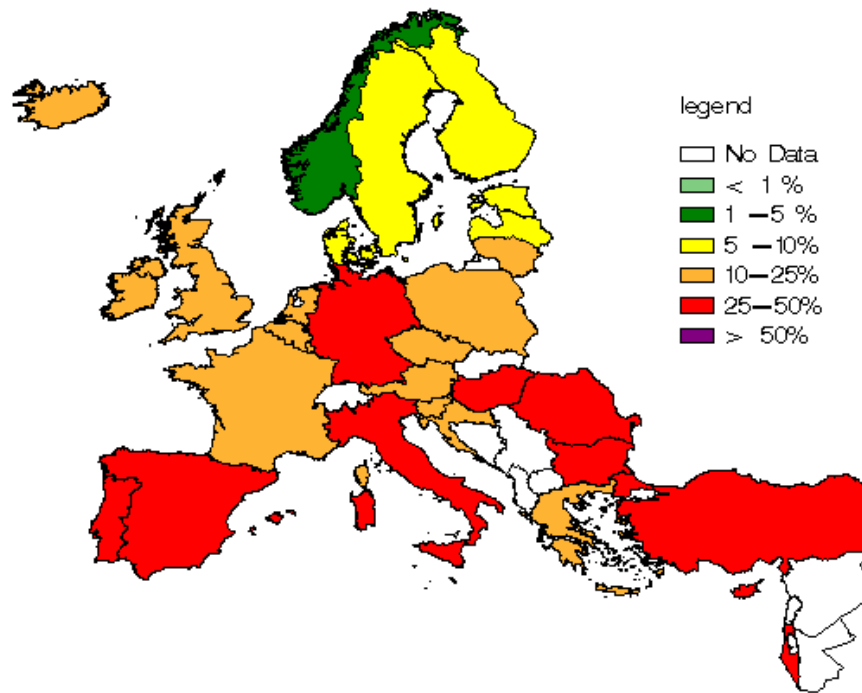 legend
No Data
< 1%
1 –5 %
5 –10%
10–25%
25–50%
> 50%